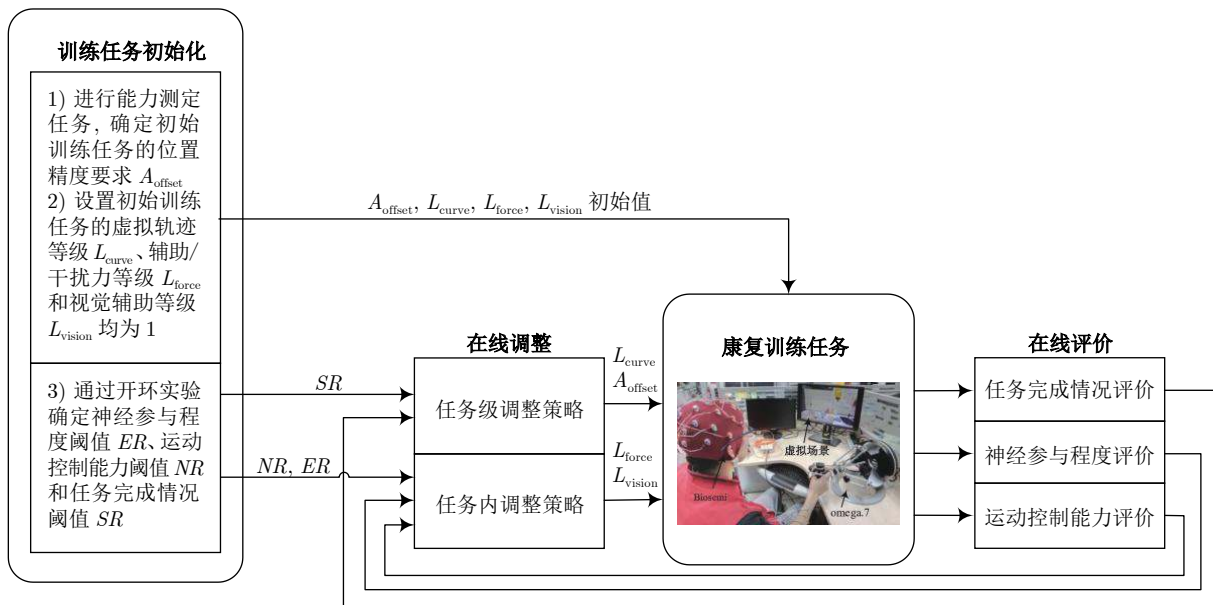 训练任务初始化
1) 进行能力测定
任务, 确定初始
训练任务的位置
精度要求 A_offset
2) 设置初始训练
任务的虚拟轨迹
等级 L_curve、辅助/
干扰力等级 L_force
和视觉辅助等级
L_vision 均为 1
3) 通过开环实验
确定神经参与程
度阈值 ER、运动
控制能力阈值 NR
和任务完成情况
阈值 SR
A_offset, L_curve, L_force, L_vision 初始值
SR
NR, ER
在线调整
任务级调整策略
任务内调整策略
L_curve
A_offset
L_force
L_vision
康复训练任务
虚拟场景
Biosemi
omega.7
在线评价
任务完成情况评价
神经参与程度评价
运动控制能力评价